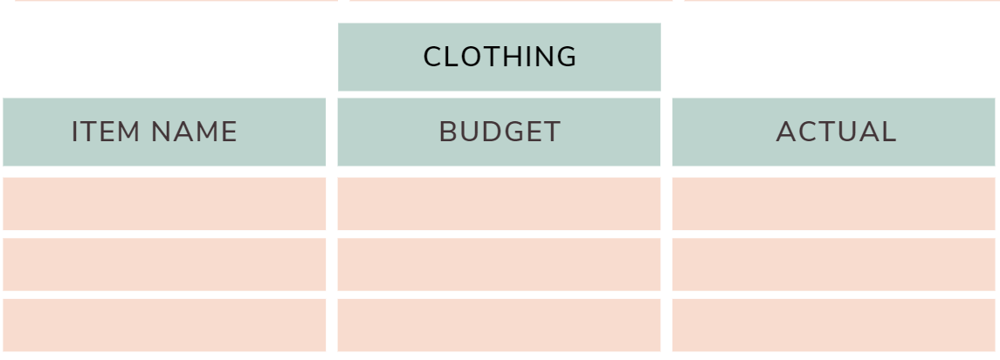 CLOTHING
ITEM NAME BUDGET ACTUAL